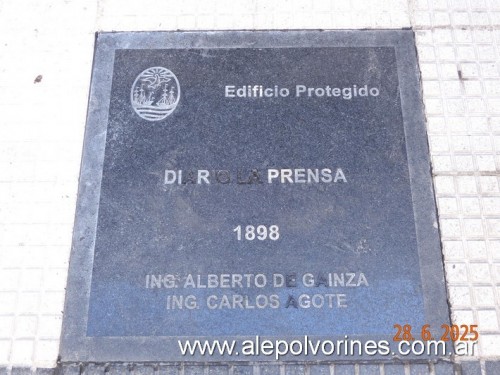 Edificio Protegido
DIARIO LA PRENSA
1898
ING. ALBERTO DE GAINZA
ING. CARLOS AGOTE
28.6.2025
www.alepolvorines.com.ar